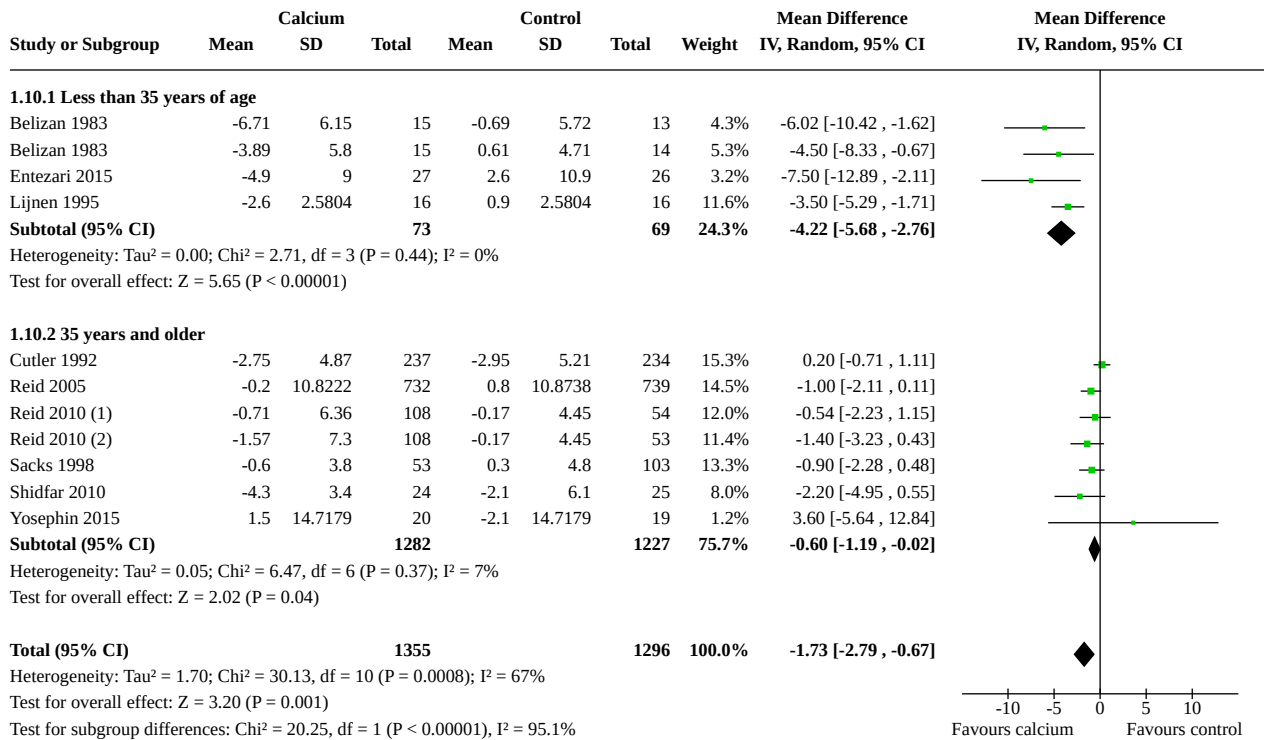 Calcium Control Mean Difference Mean Difference
Study or Subgroup Mean SD Total Mean SD Total Weight IV, Random, 95% CI IV, Random, 95% CI
1.10.1 Less than 35 years of age
Belizan 1983 -6.71 6.15 15 -0.69 5.72 13 4.3% -6.02 [-10.42 , -1.62]
Belizan 1983 -3.89 5.8 15 0.61 4.71 14 5.3% -4.50 [-8.33 , -0.67]
Entezari 2015 -4.9 9 27 2.6 10.9 26 3.2% -7.50 [-12.89 , -2.11]
Lijnen 1995 -2.6 2.5804 16 0.9 2.5804 16 11.6% -3.50 [-5.29 , -1.71]
Subtotal (95% CI) 73 69 24.3% -4.22 [-5.68 , -2.76]
Heterogeneity: Tau² = 0.00; Chi² = 2.71, df = 3 (P = 0.44); I² = 0%
Test for overall effect: Z = 5.65 (P < 0.00001)
1.10.2 35 years and older
Cutler 1992 -2.75 4.87 237 -2.95 5.21 234 15.3% 0.20 [-0.71 , 1.11]
Reid 2005 -0.2 10.8222 732 0.8 10.8738 739 14.5% -1.00 [-2.11 , 0.11]
Reid 2010 (1) -0.71 6.36 108 -0.17 4.45 54 12.0% -0.54 [-2.23 , 1.15]
Reid 2010 (2) -1.57 7.3 108 -0.17 4.45 53 11.4% -1.40 [-3.23 , 0.43]
Sacks 1998 -0.6 3.8 53 0.3 4.8 103 13.3% -0.90 [-2.28 , 0.48]
Shidfar 2010 -4.3 3.4 24 -2.1 6.1 25 8.0% -2.20 [-4.95 , 0.55]
Yosephin 2015 1.5 14.7179 20 -2.1 14.7179 19 1.2% 3.60 [-5.64 , 12.84]
Subtotal (95% CI) 1282 1227 75.7% -0.60 [-1.19 , -0.02]
Heterogeneity: Tau² = 0.05; Chi² = 6.47, df = 6 (P = 0.37); I² = 7%
Test for overall effect: Z = 2.02 (P = 0.04)
Total (95% CI) 1355 1296 100.0% -1.73 [-2.79 , -0.67]
Heterogeneity: Tau² = 1.70; Chi² = 30.13, df = 10 (P = 0.0008); I² = 67%
Test for overall effect: Z = 3.20 (P = 0.001)
Test for subgroup differences: Chi² = 20.25, df = 1 (P < 0.00001), I² = 95.1%
-10 -5 0 5 10
Favours calcium Favours control